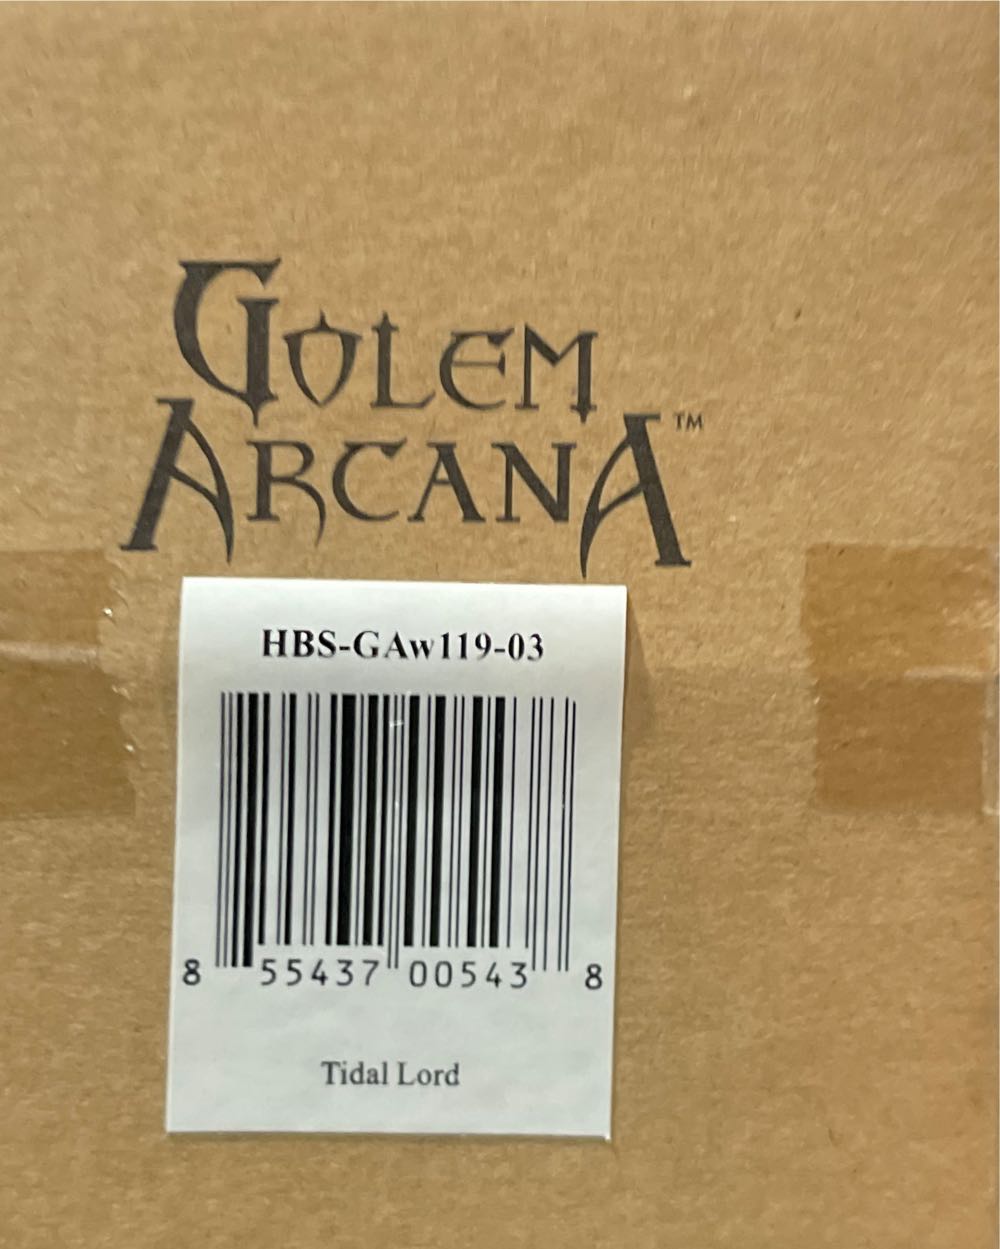 GOLEM
ARCANA™
HBS-GAw119-03
8 55437 00543 8
Tidal Lord